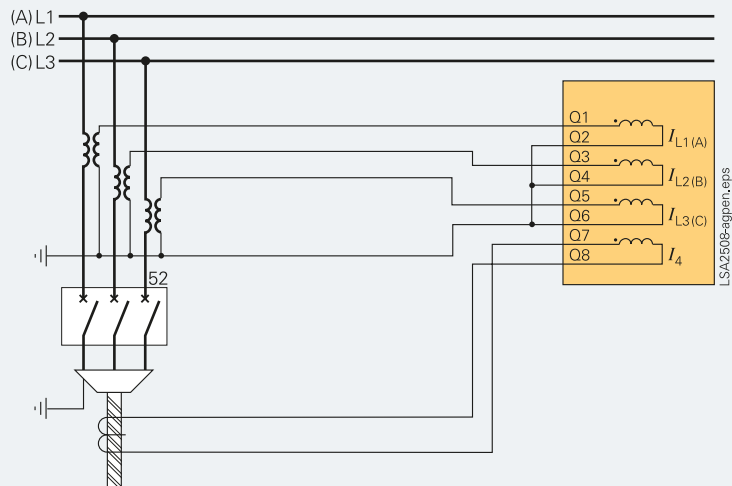 (A) L1
(B) L2
(C) L3
Q1
Q2
I L1 (A)
Q3
Q4
I L2 (B)
Q5
Q6
I L3 (C)
Q7
Q8
I 4
52
LSA2508-agpen.eps